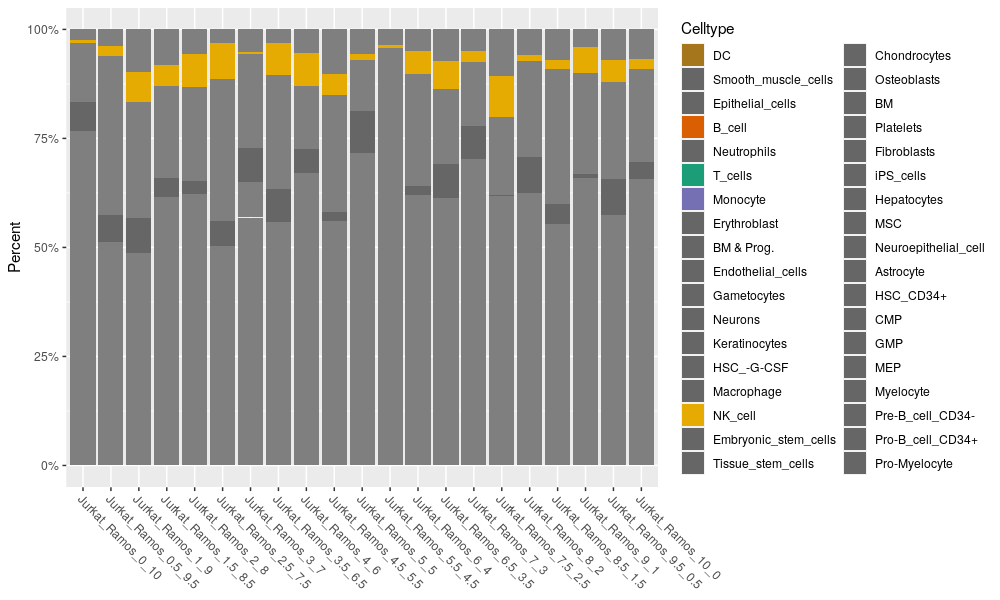 100%
75%
50%
25%
0%
Percent
Jurkat_Ramos_0_10
Jurkat_Ramos_0.5_9.5
Jurkat_Ramos_1_9
Jurkat_Ramos_1.5_8.5
Jurkat_Ramos_2_8
Jurkat_Ramos_2.5_7.5
Jurkat_Ramos_3_7
Jurkat_Ramos_3.5_6.5
Jurkat_Ramos_4_6
Jurkat_Ramos_4.5_5.5
Jurkat_Ramos_5_5
Jurkat_Ramos_5.5_4.5
Jurkat_Ramos_6_4
Jurkat_Ramos_6.5_3.5
Jurkat_Ramos_7_3
Jurkat_Ramos_7.5_2.5
Jurkat_Ramos_8_2
Jurkat_Ramos_8.5_1.5
Jurkat_Ramos_9_1
Jurkat_Ramos_9.5_0.5
Jurkat_Ramos_10_0
Celltype
DC
Smooth_muscle_cells
Epithelial_cells
B_cell
Neutrophils
T_cells
Monocyte
Erythroblast
BM & Prog.
Endothelial_cells
Gametocytes
Neurons
Keratinocytes
HSC_-G-CSF
Macrophage
NK_cell
Embryonic_stem_cells
Tissue_stem_cells
Chondrocytes
Osteoblasts
BM
Platelets
Fibroblasts
iPS_cells
Hepatocytes
MSC
Neuroepithelial_cell
Astrocyte
HSC_CD34+
CMP
GMP
MEP
Myelocyte
Pre-B_cell_CD34-
Pro-B_cell_CD34+
Pro-Myelocyte